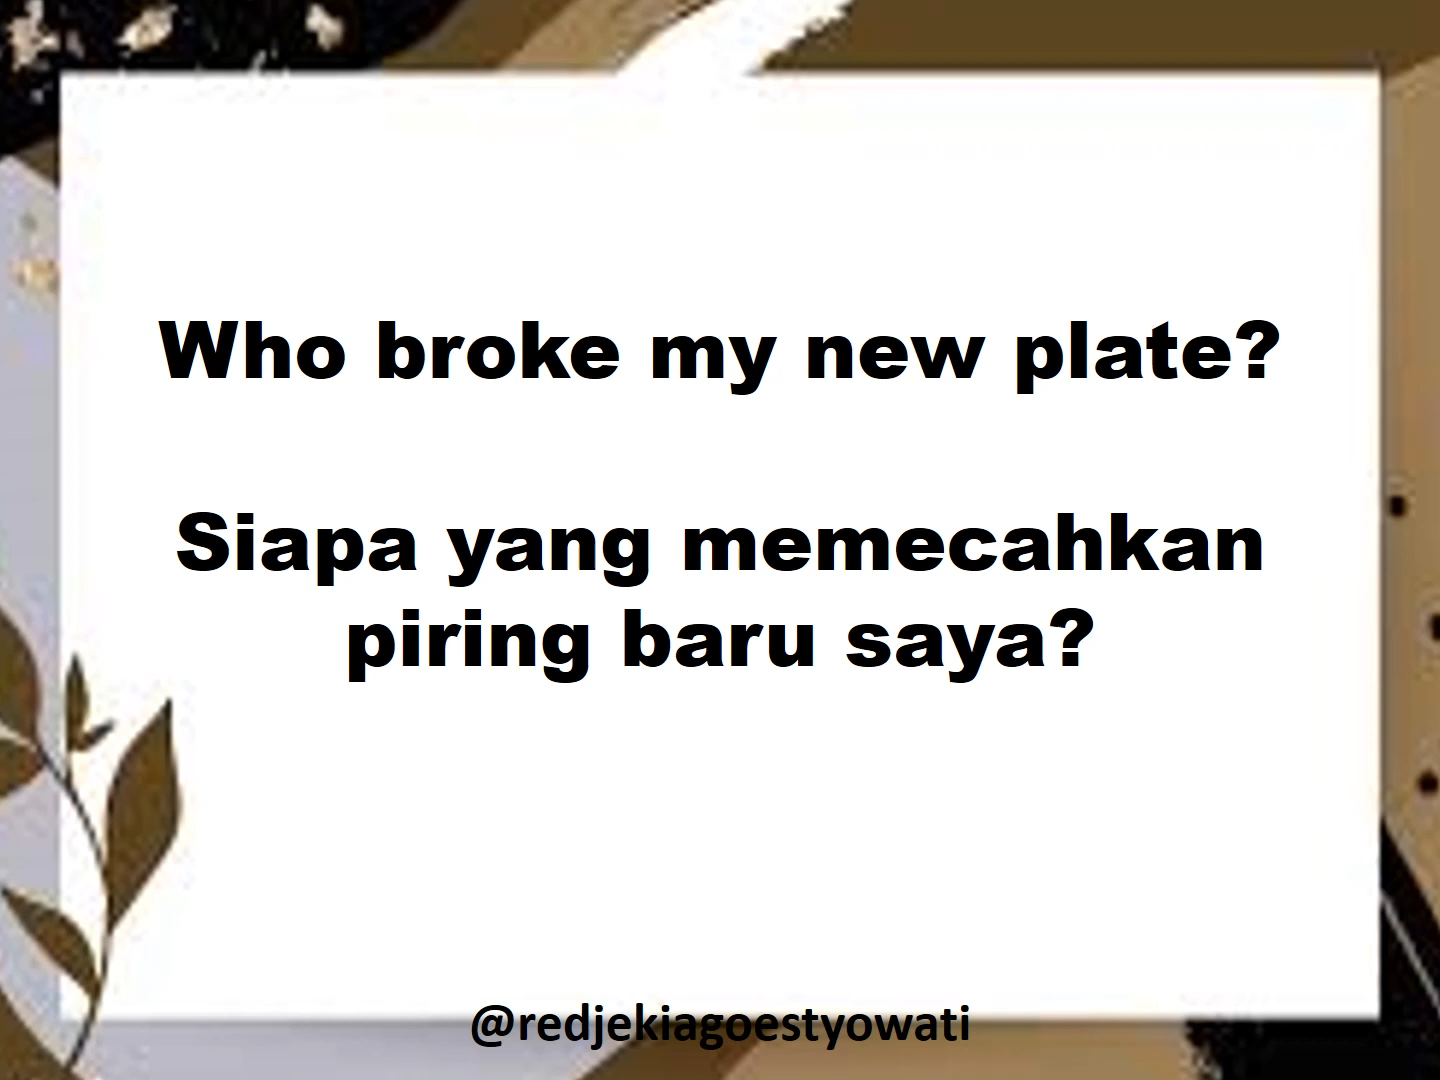 Who broke my new plate?
Siapa yang memecahkan
piring baru saya?
@redjekiagoestyowati